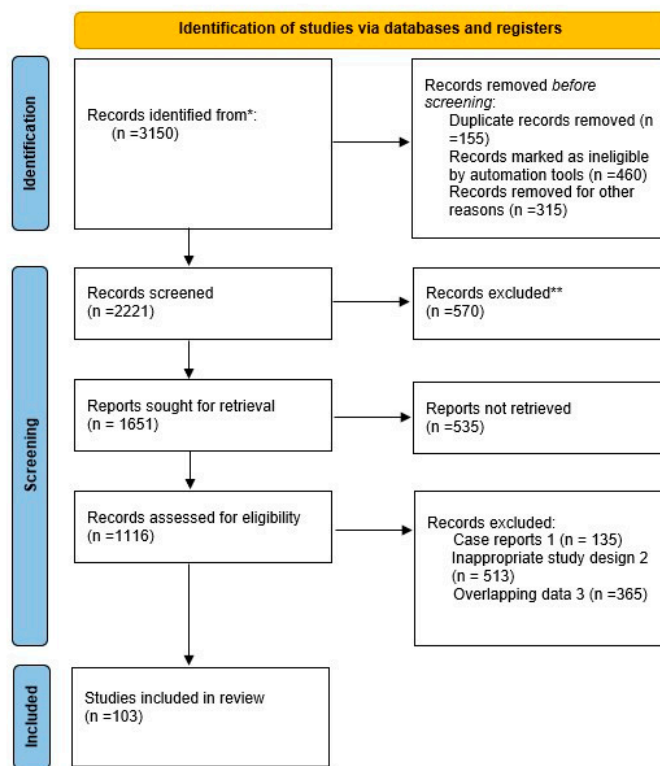 Identification of studies via databases and registers
Identification
Records identified from*:
(n =3150)
Records removed before
screening:
Duplicate records removed (n
=155)
Records marked as ineligible
by automation tools (n =460)
Records removed for other
reasons (n =315)
Screening
Records screened
(n =2221)
Records excluded**
(n =570)
Reports sought for retrieval
(n = 1651)
Reports not retrieved
(n =535)
Records assessed for eligibility
(n =1116)
Records excluded:
Case reports 1 (n = 135)
Inappropriate study design 2
(n = 513)
Overlapping data 3 (n =365)
Included
Studies included in review
(n =103)